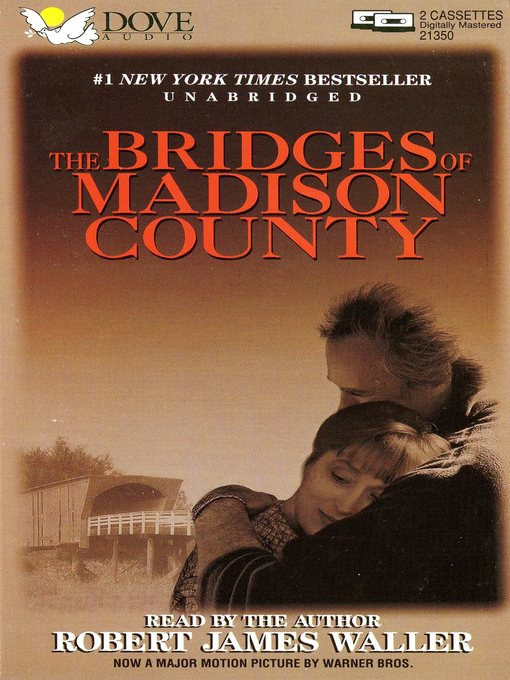 DOVE
AUDIO
2 CASSETTES
Digitally Mastered
21350
#1 NEW YORK TIMES BESTSELLER
UNABRIDGED
THE BRIDGES OF
MADISON
COUNTY
READ BY THE AUTHOR
ROBERT JAMES WALLER
NOW A MAJOR MOTION PICTURE BY WARNER BROS.